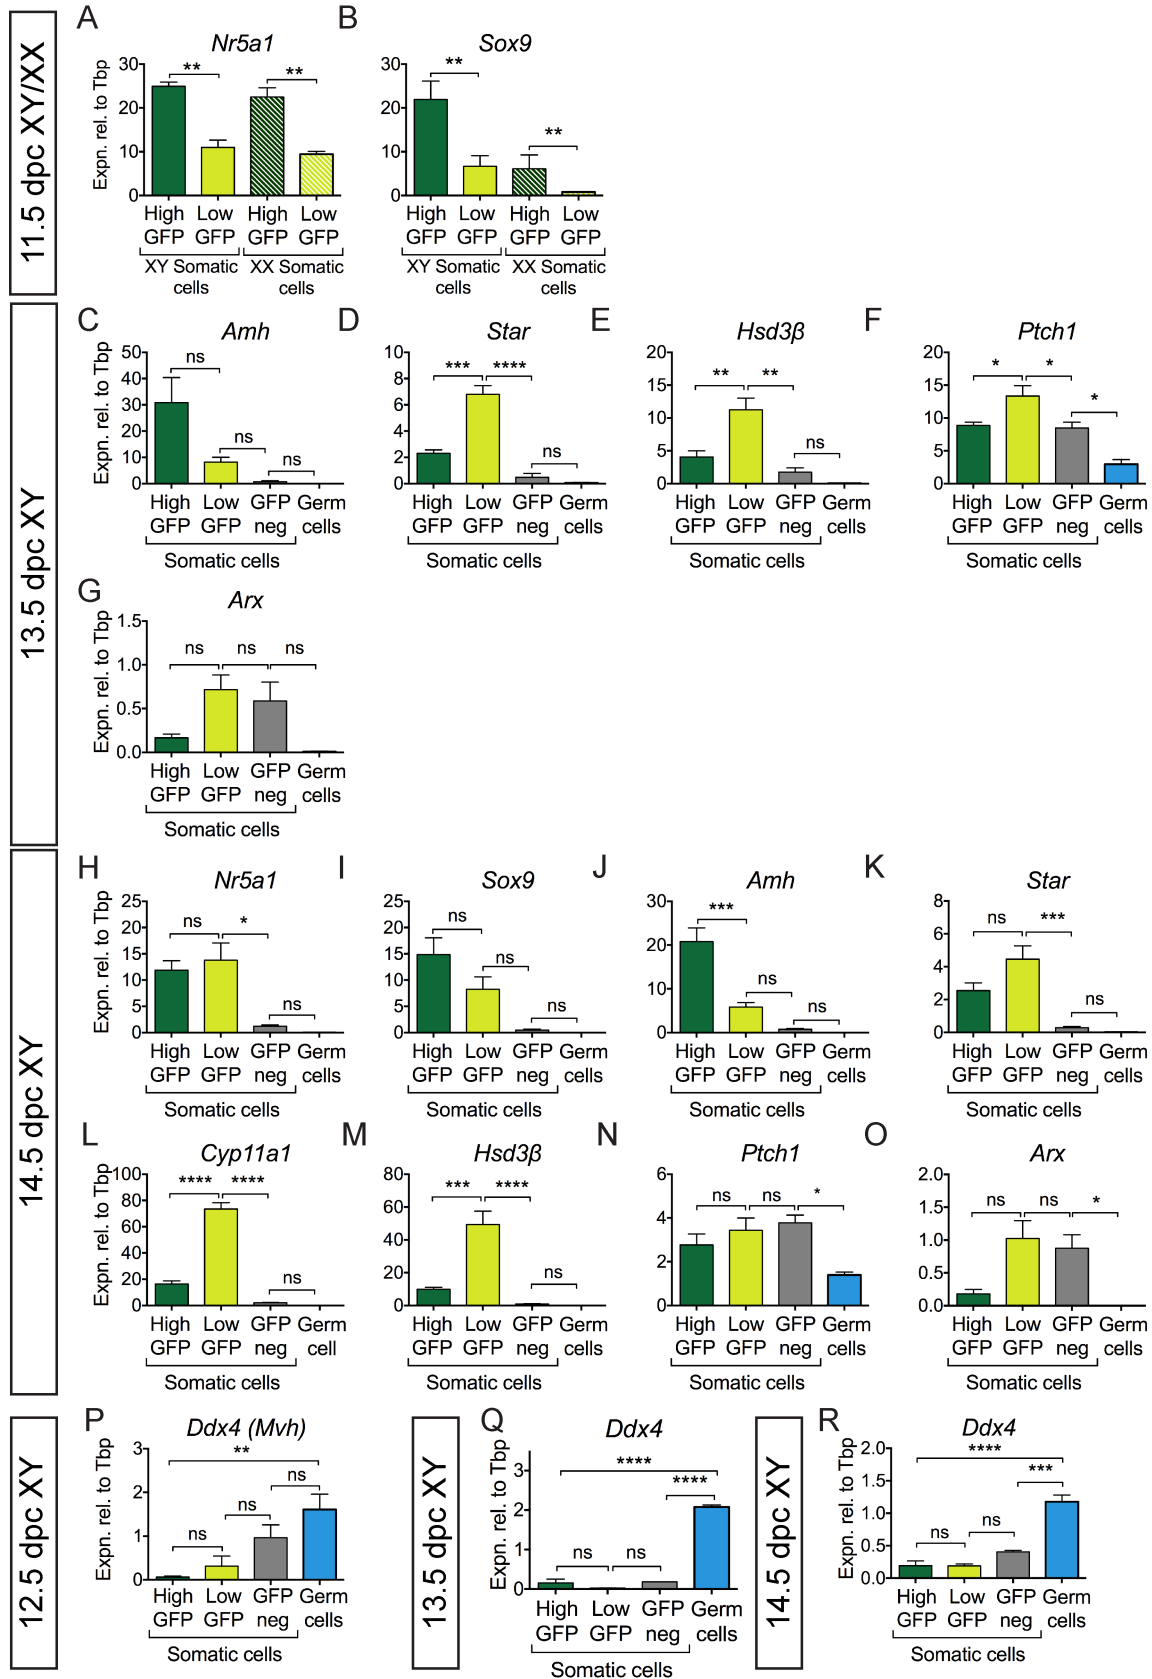 11.5 dpc XY/XX
A
B
Nr5a1
Sox9
Expn. rel. to Tbp
30
20
10
0
**
**
High GFP
Low GFP
High GFP
Low GFP
XY Somatic cells
XX Somatic cells
30
20
10
0
**
**
High GFP
Low GFP
High GFP
Low GFP
XY Somatic cells
XX Somatic cells
13.5 dpc XY
C
Amh
Expn. rel. to Tbp
50
40
30
20
10
0
ns
ns
ns
High GFP
Low GFP
GFP neg
Germ cells
Somatic cells
D
Star
10
8
6
4
2
0
***
****
ns
High GFP
Low GFP
GFP neg
Germ cells
Somatic cells
E
Hsd3β
20
15
10
5
0
**
**
ns
High GFP
Low GFP
GFP neg
Germ cells
Somatic cells
F
Ptch1
20
15
10
5
0
*
*
*
High GFP
Low GFP
GFP neg
Germ cells
Somatic cells
G
Arx
Expn. rel. to Tbp
1.5
1.0
0.5
0.0
ns
ns
ns
High GFP
Low GFP
GFP neg
Germ cells
Somatic cells
14.5 dpc XY
H
Nr5a1
Expn. rel. to Tbp
25
20
15
10
5
0
ns
*
ns
High GFP
Low GFP
GFP neg
Germ cells
Somatic cells
I
Sox9
25
20
15
10
5
0
ns
ns
ns
High GFP
Low GFP
GFP neg
Germ cells
Somatic cells
J
Amh
30
20
10
0
***
ns
ns
High GFP
Low GFP
GFP neg
Germ cells
Somatic cells
K
Star
8
6
4
2
0
ns
***
ns
High GFP
Low GFP
GFP neg
Germ cells
Somatic cells
L
Cyp11a1
Expn. rel. to Tbp
100
80
60
40
20
0
****
****
ns
High GFP
Low GFP
GFP neg
Germ cell
Somatic cells
M
Hsd3β
80
60
40
20
0
***
****
ns
High GFP
Low GFP
GFP neg
Germ cells
Somatic cells
N
Ptch1
6
4
2
0
ns
ns
*
High GFP
Low GFP
GFP neg
Germ cells
Somatic cells
O
Arx
2.0
1.5
1.0
0.5
0.0
ns
ns
*
High GFP
Low GFP
GFP neg
Germ cells
Somatic cells
12.5 dpc XY
P
Ddx4 (Mvh)
Expn. rel. to Tbp
3
2
1
0
**
ns
ns
ns
High GFP
Low GFP
GFP neg
Germ cells
Somatic cells
13.5 dpc XY
Q
Ddx4
Expn. rel. to Tbp
3
2
1
0
****
****
ns
ns
High GFP
Low GFP
GFP neg
Germ cells
Somatic cells
14.5 dpc XY
R
Ddx4
Expn. rel. to Tbp
2.0
1.5
1.0
0.5
0.0
****
***
ns
ns
High GFP
Low GFP
GFP neg
Germ cells
Somatic cells